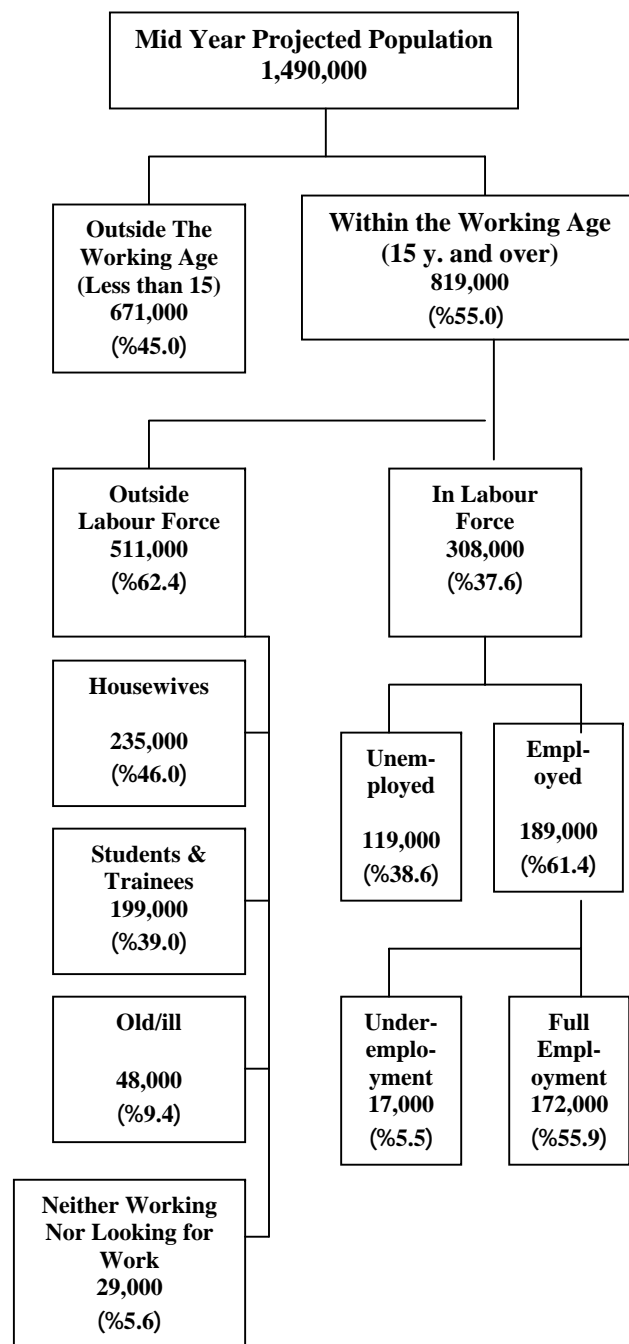 Mid Year Projected Population
1,490,000
Outside The
Working Age
(Less than 15)
671,000
(%45.0)
Within the Working Age
(15 y. and over)
819,000
(%55.0)
Outside
Labour Force
511,000
(%62.4)
In Labour
Force
308,000
(%37.6)
Housewives
235,000
(%46.0)
Students &
Trainees
199,000
(%39.0)
Old/ill
48,000
(%9.4)
Neither Working
Nor Looking for
Work
29,000
(%5.6)
Unem-
ployed
119,000
(%38.6)
Empl-
oyed
189,000
(%61.4)
Under-
emplo-
yment
17,000
(%5.5)
Full
Empl-
oyment
172,000
(%55.9)